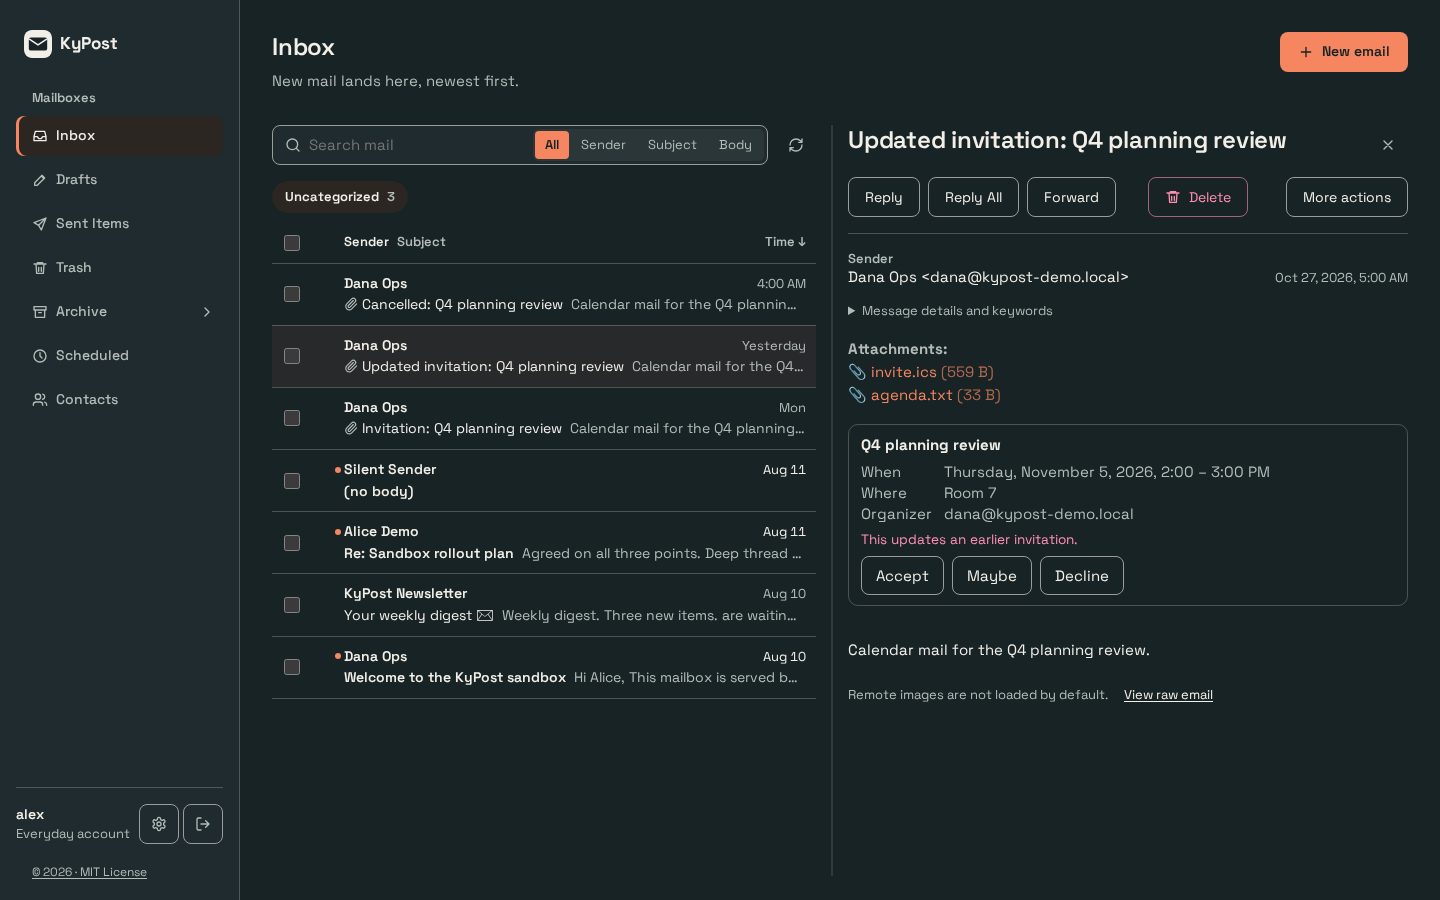 KyPost
Mailboxes
Inbox
Drafts
Sent Items
Trash
Archive
Scheduled
Contacts
alex
Everyday account
© 2026 · MIT License
Inbox
New mail lands here, newest first.
New email
Search mail
All Sender Subject Body
Uncategorized 3
Sender Subject Time ↓
Dana Ops 4:00 AM
Cancelled: Q4 planning review Calendar mail for the Q4 plannin...
Dana Ops Yesterday
Updated invitation: Q4 planning review Calendar mail for the Q4...
Dana Ops Mon
Invitation: Q4 planning review Calendar mail for the Q4 planning...
Silent Sender Aug 11
(no body)
Alice Demo Aug 11
Re: Sandbox rollout plan Agreed on all three points. Deep thread ...
KyPost Newsletter Aug 10
Your weekly digest ✉ Weekly digest. Three new items. are waitin...
Dana Ops Aug 10
Welcome to the KyPost sandbox Hi Alice, This mailbox is served b...
Updated invitation: Q4 planning review
Reply Reply All Forward Delete More actions
Sender
Dana Ops <dana@kypost-demo.local> Oct 27, 2026, 5:00 AM
Message details and keywords
Attachments:
📎 invite.ics (559 B)
📎 agenda.txt (33 B)
Q4 planning review
When Thursday, November 5, 2026, 2:00 – 3:00 PM
Where Room 7
Organizer dana@kypost-demo.local
This updates an earlier invitation.
Accept Maybe Decline
Calendar mail for the Q4 planning review.
Remote images are not loaded by default. View raw email